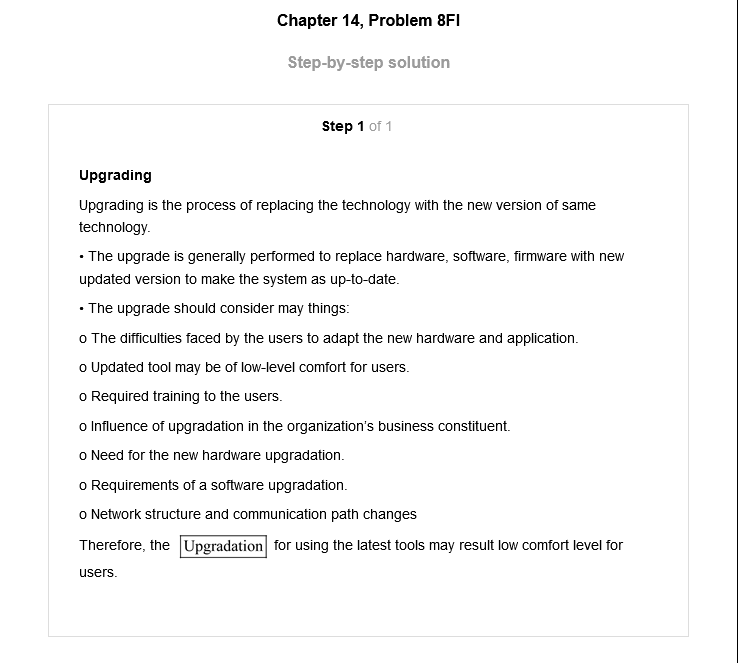 Chapter 14, Problem 8FI
Step-by-step solution
Step 1 of 1
Upgrading
Upgrading is the process of replacing the technology with the new version of same
technology.
• The upgrade is generally performed to replace hardware, software, firmware with new
updated version to make the system as up-to-date.
• The upgrade should consider may things:
o The difficulties faced by the users to adapt the new hardware and application.
o Updated tool may be of low-level comfort for users.
o Required training to the users.
o Influence of upgradation in the organization's business constituent.
o Need for the new hardware upgradation.
o Requirements of a software upgradation.
o Network structure and communication path changes
Therefore, the Upgradation for using the latest tools may result low comfort level for
users.